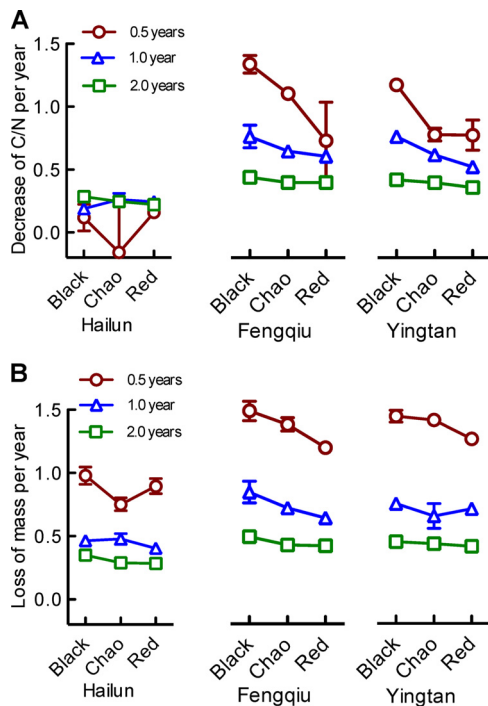 A
0.5 years
1.0 year
2.0 years
Decrease of C/N per year
1.5
1.0
0.5
0.0
Black Chao Red
Black Chao Red
Black Chao Red
Hailun
Fengqiu
Yingtan
B
0.5 years
1.0 year
2.0 years
Loss of mass per year
1.5
1.0
0.5
0.0
Black Chao Red
Black Chao Red
Black Chao Red
Hailun
Fengqiu
Yingtan